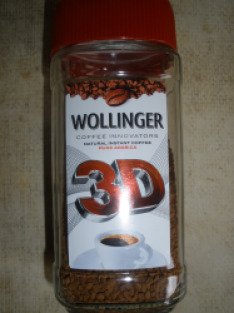 WOLLINGER
COFFEE INNOVATORS
NATURAL INSTANT COFFEE
PURE ARABICA
3D